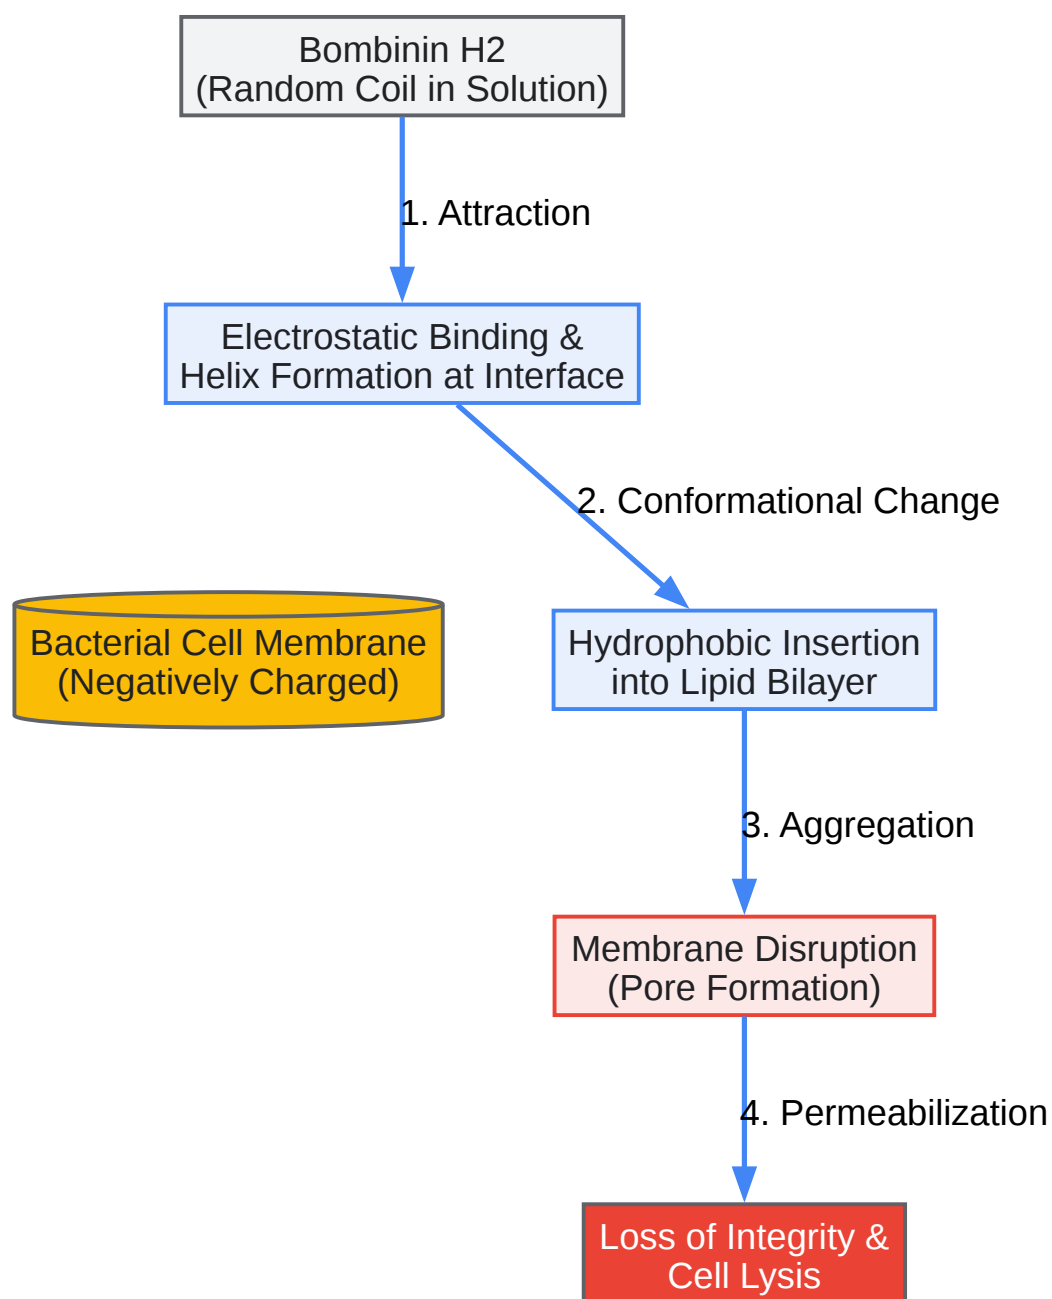 Bombinin H2
(Random Coil in Solution)
1. Attraction
Electrostatic Binding &
Helix Formation at Interface
2. Conformational Change
Bacterial Cell Membrane
(Negatively Charged)
Hydrophobic Insertion
into Lipid Bilayer
3. Aggregation
Membrane Disruption
(Pore Formation)
4. Permeabilization
Loss of Integrity &
Cell Lysis